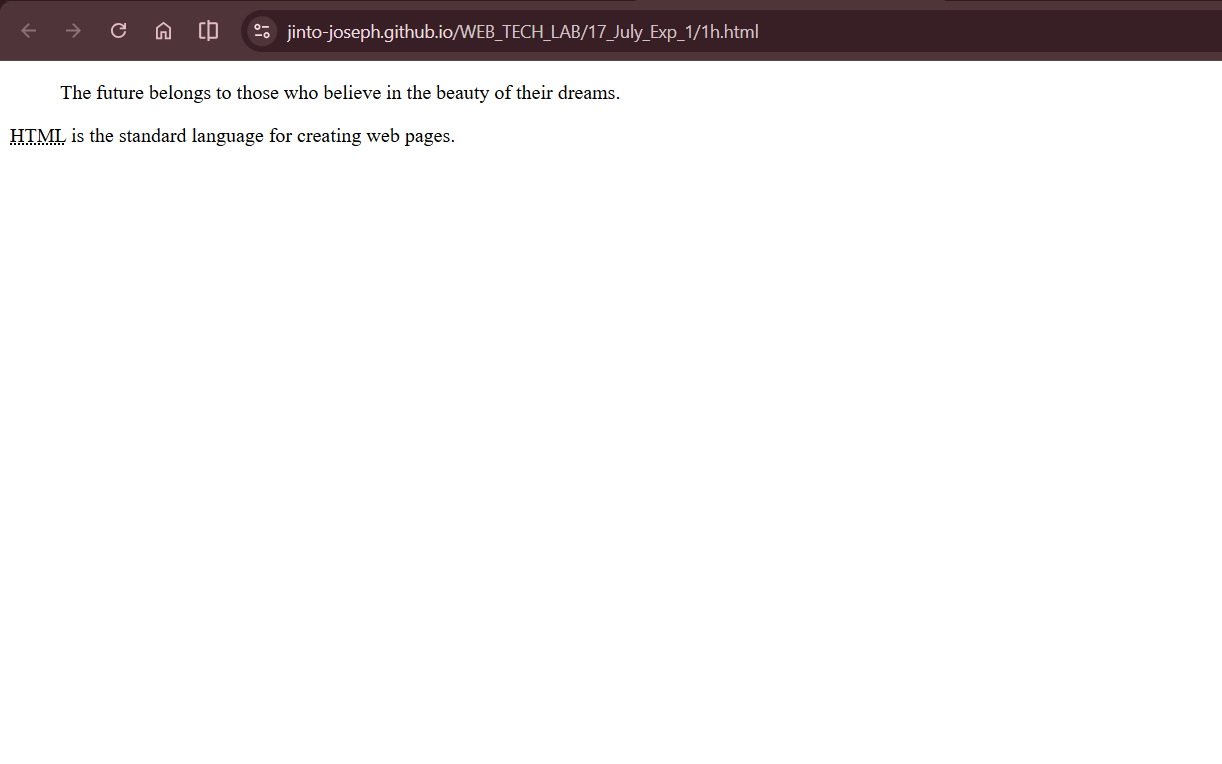 jinto-joseph.github.io/WEB_TECH_LAB/17_July_Exp_1/1h.html
The future belongs to those who believe in the beauty of their dreams.
HTML is the standard language for creating web pages.